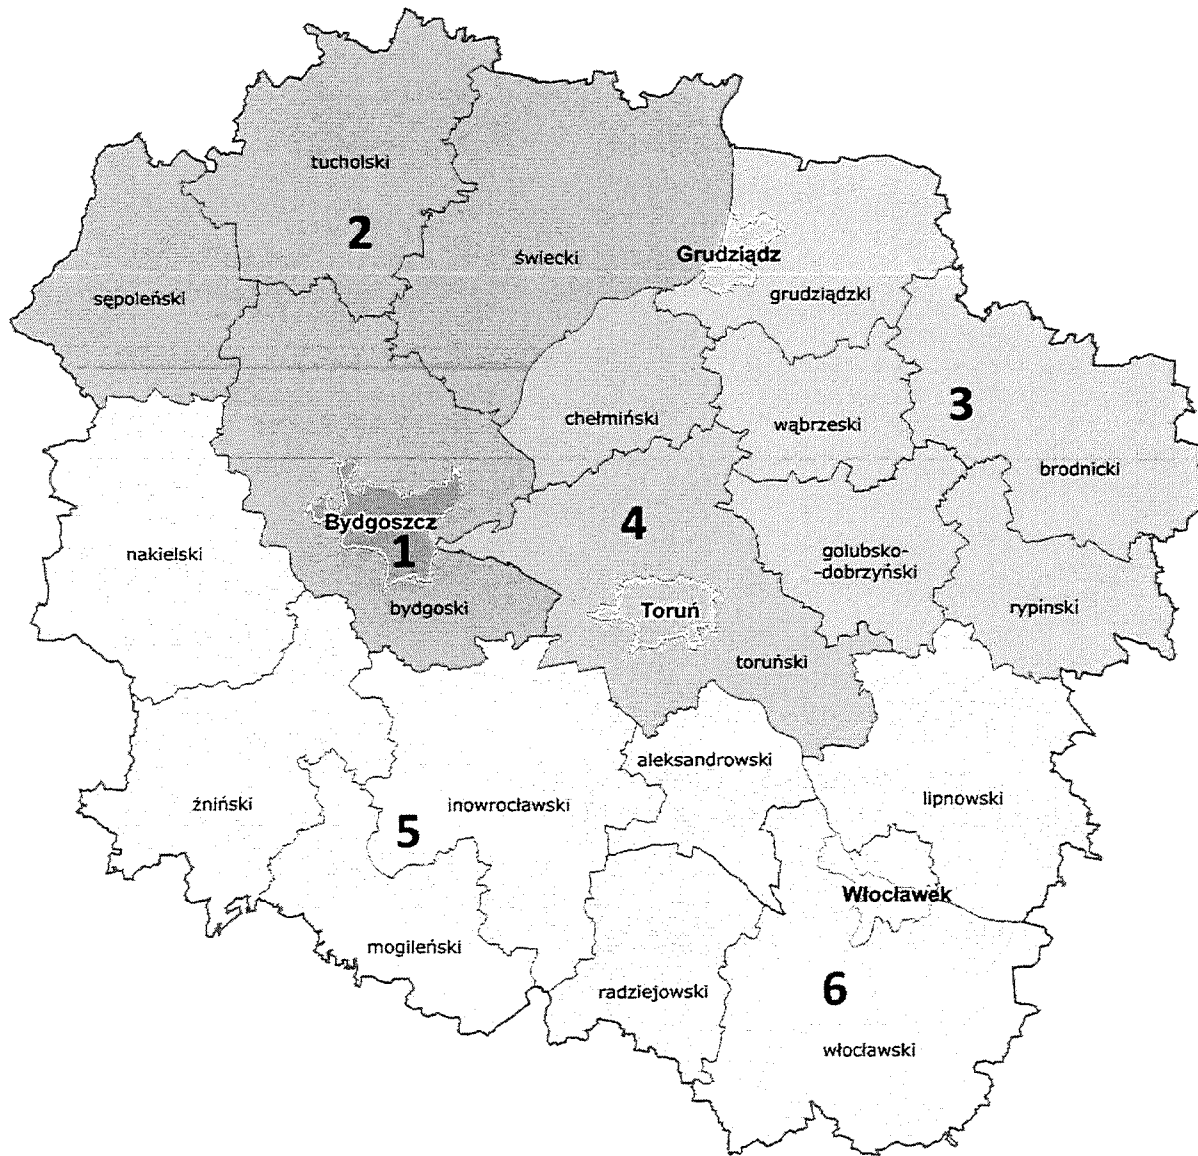 tucholski
2
świecki
Grudziądz
sępoleński
grudziądzki
3
chełmiński
wąbrzeski
brodnicki
Bydgoszcz
4
1
nakielski
golubsko-
-dobrzyński
bydgoski
Toruń
rypiński
toruński
aleksandrowski
żniński
inowrocławski
lipnowski
5
Włocławek
mogileński
radziejowski
6
włocławski